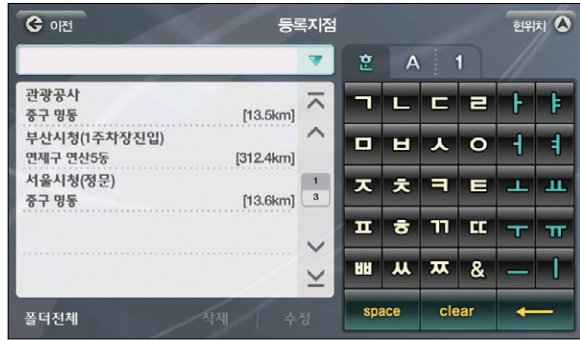 이전
등록지점
현위치
관광공사
중구 명동 [13.5km]
부산시청(1주차장진입)
연제구 연산5동 [312.4km]
서울시청(정문)
중구 명동 [13.6km]
1
3
폴더전체
삭제 | 수정
ㅎ A 1
ㄱ ㄴ ㄷ ㄹ ㅏ ㅑ
ㅁ ㅂ ㅅ ㅇ ㅓ ㅕ
ㅈ ㅊ ㅋ ㅌ ㅗ ㅛ
ㅍ ㅎ ㄲ ㄸ ㅜ ㅠ
ㅃ ㅆ ㅉ & ㅡ ㅣ
space clear ←